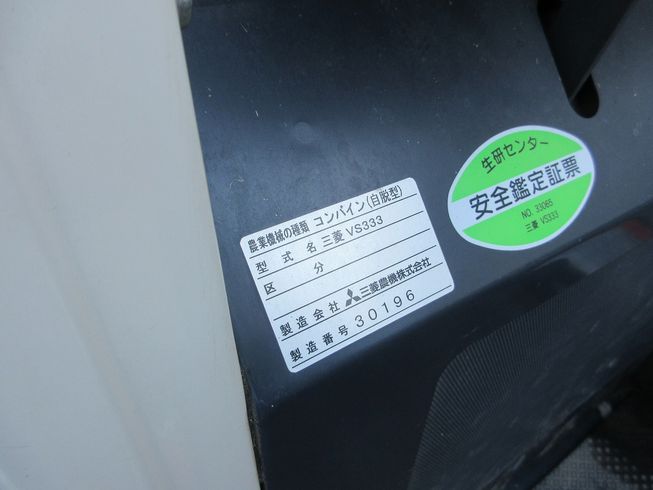 農業機械の種類 コンバイン(自脱型)
型式名 三菱 VS333
区分
製造会社 三菱農機株式会社
製造番号 30196
生研センター
安全鑑定証票
NO. 33065
三菱 VS333